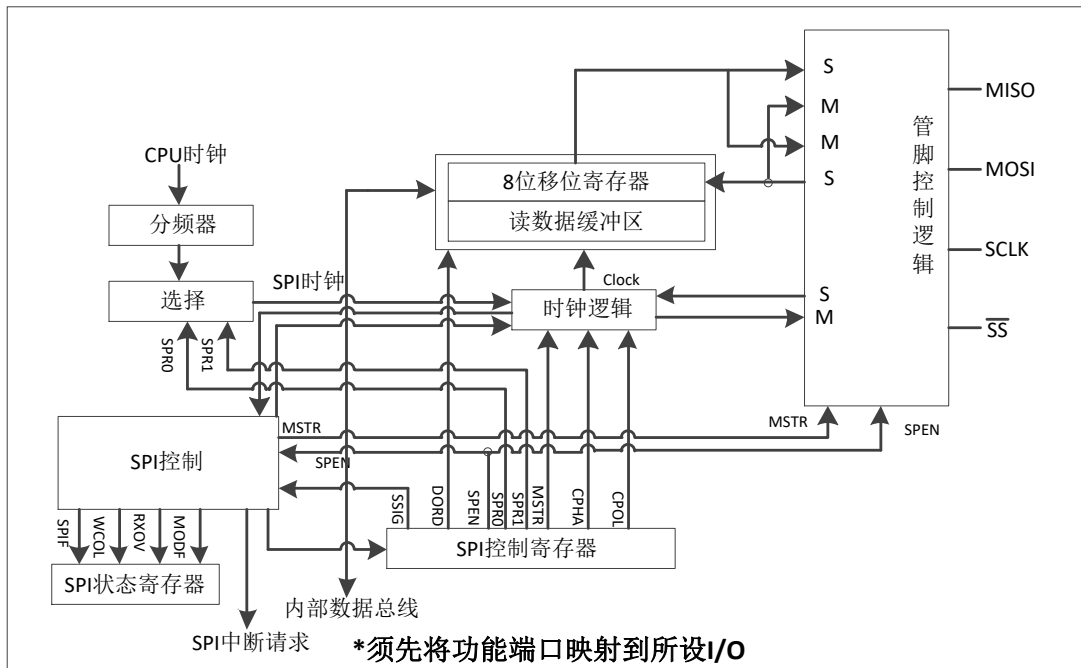 S
MISO
M
CPU时钟
M
8位移位寄存器
S
MOSI
管脚控制逻辑
分频器
读数据缓冲区
SCLK
选择
SPI时钟
Clock
S
时钟逻辑
M
SS
SPR0
SPR1
MSTR
MSTR
SPEN
SPI控制
SPEN
SSIG
DORD
SPEN
SPR0
SPR1
MSTR
CPHA
CPOL
SPIF
WCOL
RXOV
MODF
SPI控制寄存器
SPI状态寄存器
内部数据总线
SPI中断请求
*须先将功能端口映射到所设I/O